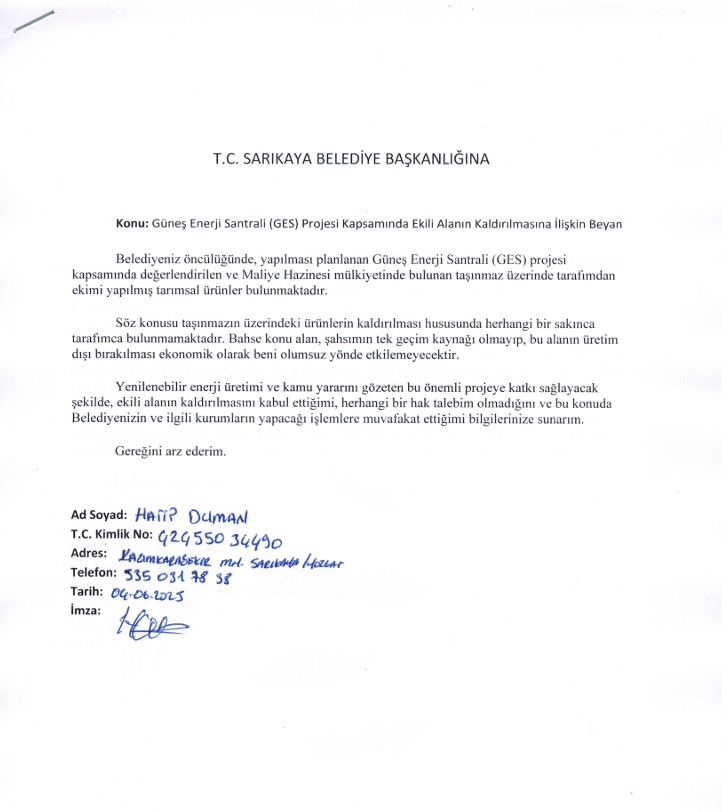 T.C. SARIKAYA BELEDİYE BAŞKANLIĞINA
Konu: Güneş Enerji Santrali (GES) Projesi Kapsamında Ekili Alanın Kaldırılmasına İlişkin Beyan
Belediyeniz öncülüğünde, yapılması planlanan Güneş Enerji Santrali (GES) projesi
kapsamında değerlendirilen ve Maliye Hazinesi mülkiyetinde bulunan taşınmaz üzerinde tarafımdan
ekimi yapılmış tarımsal ürünler bulunmaktadır.
Söz konusu taşınmazın üzerindeki ürünlerin kaldırılması hususunda herhangi bir sakınca
tarafımca bulunmamaktadır. Bahse konu alan, şahsımın tek geçim kaynağı olmayıp, bu alanın üretim
dışı bırakılması ekonomik olarak beni olumsuz yönde etkilemeyecektir.
Yenilenebilir enerji üretimi ve kamu yararını gözeten bu önemli projeye katkı sağlayacak
şekilde, ekili alanın kaldırılmasını kabul ettiğimi, herhangi bir hak talebim olmadığını ve bu konuda
Belediyenizin ve ilgili kurumların yapacağı işlemlere muvafakat ettiğimi bilgilerinize sunarım.
Gereğini arz ederim.
Ad Soyad: HATİP DUMAN
T.C. Kimlik No: 424550 34490
Adres: KAZIMKARABEKİR MH. SARIKAYA
Telefon: 535 031 78 38
Tarih: 04.06.2025
İmza: